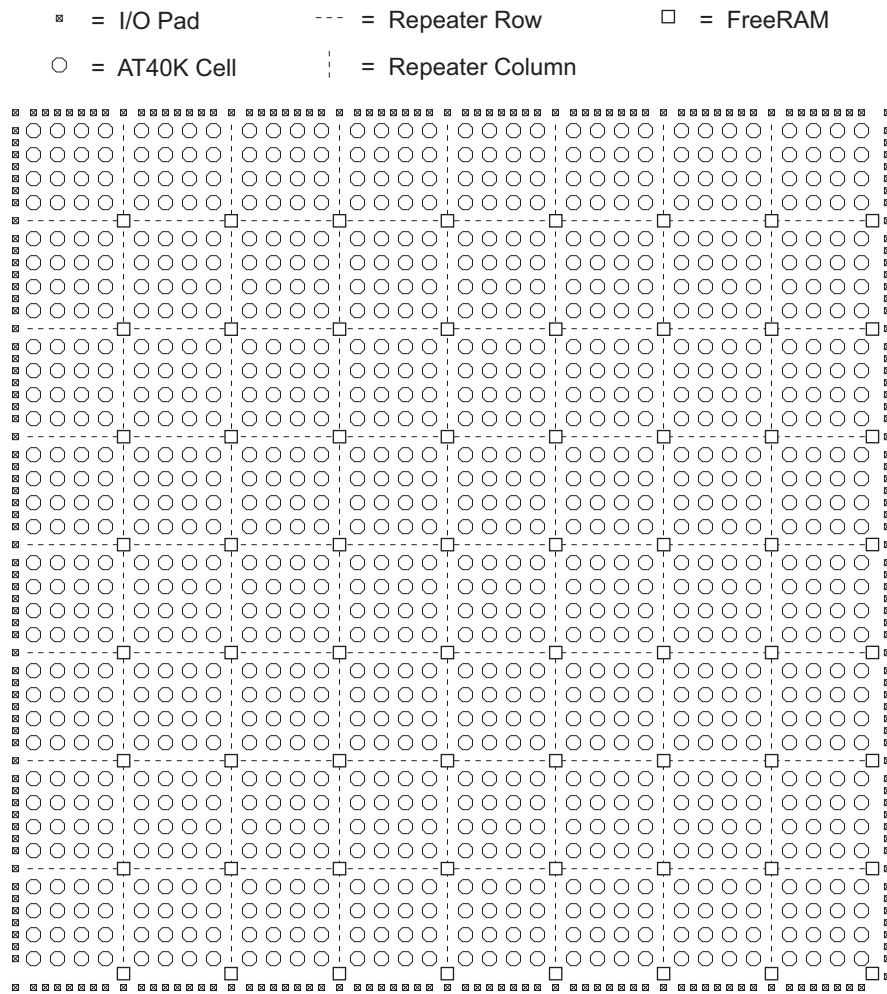 = I/O Pad = Repeater Row = FreeRAM
= AT40K Cell = Repeater Column